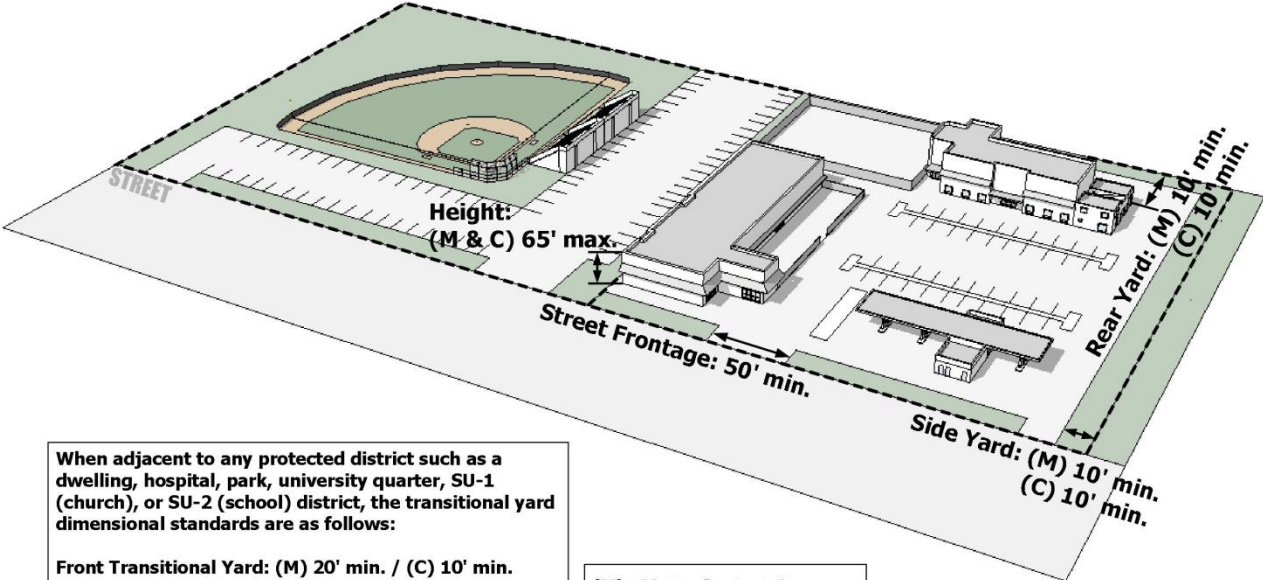 STREET
Height:
(M & C) 65' max.
Rear Yard: (M) 10' min.
(C) 10' min.
Street Frontage: 50' min.
Side Yard: (M) 10' min.
(C) 10' min.
When adjacent to any protected district such as a
dwelling, hospital, park, university quarter, SU-1
(church), or SU-2 (school) district, the transitional yard
dimensional standards are as follows:
Front Transitional Yard: (M) 20' min. / (C) 10' min.